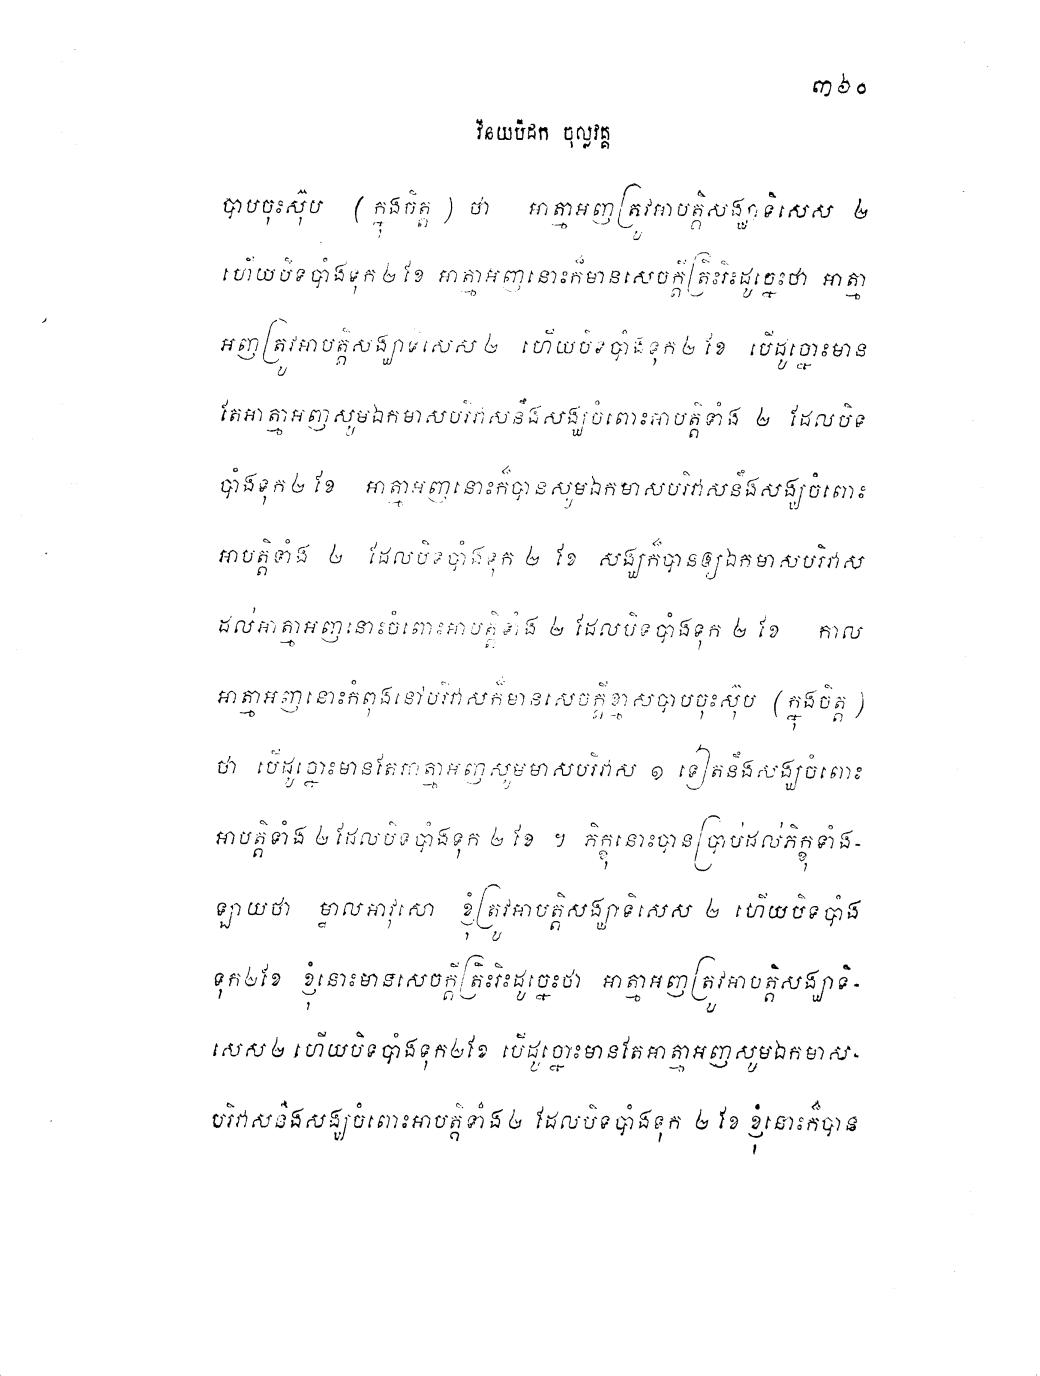 ៣៦០
វិនយបិដក ចុល្លវគ្គ
បាបចុះស៊ុប (ក្នុងចិត្ត) ថា អាត្មាអញត្រូវអាបត្តិសង្ឃាទិសេស ២
ហើយបិទបាំងទុក ២ ខែ អាត្មាអញនោះក៏មានសេចក្តីត្រិះរិះដូច្នេះថា អាត្មា
អញត្រូវអាបត្តិសង្ឃាទិសេស ២ ហើយបិទបាំងទុក ២ ខែ បើដូច្នោះមាន
តែអាត្មាអញសូមឯកមាសបរិវាសនឹងសង្ឃចំពោះអាបត្តិទាំង ២ ដែលបិទ
បាំងទុក ២ ខែ អាត្មាអញនោះក៏បានសូមឯកមាសបរិវាសនឹងសង្ឃចំពោះ
អាបត្តិទាំង ២ ដែលបិទបាំងទុក ២ ខែ សង្ឃក៏បានឲ្យឯកមាសបរិវាស
ដល់អាត្មាអញនោះចំពោះអាបត្តិទាំង ២ ដែលបិទបាំងទុក ២ ខែ កាល
អាត្មាអញនោះកំពុងនៅបរិវាសក៏មានសេចក្តីខ្មាសបាបចុះស៊ុប (ក្នុងចិត្ត)
ថា បើដូច្នោះមានតែអាត្មាអញសូមមាសបរិវាស ១ ទៀតនឹងសង្ឃចំពោះ
អាបត្តិទាំង ២ ដែលបិទបាំងទុក ២ ខែ ។ ភិក្ខុនោះបានប្រាប់ដល់ភិក្ខុទាំង-
ឡាយថា ម្នាលអាវុសោ ខ្ញុំត្រូវអាបត្តិសង្ឃាទិសេស ២ ហើយបិទបាំង
ទុក២ខែ ខ្ញុំនោះមានសេចក្តីត្រិះរិះដូច្នេះថា អាត្មាអញត្រូវអាបត្តិសង្ឃាទិ-
សេស ២ ហើយបិទបាំងទុក២ខែ បើដូច្នោះមានតែអាត្មាអញសូមឯកមាស-
បរិវាសនឹងសង្ឃចំពោះអាបត្តិទាំង ២ ដែលបិទបាំងទុក ២ ខែ ខ្ញុំនោះក៏បាន